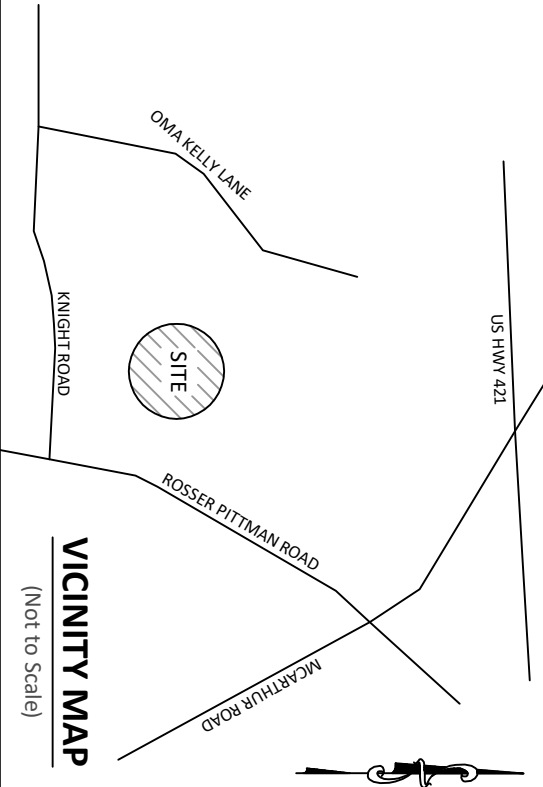 US HWY 421
OMA KELLY LANE
MCARTHUR ROAD
SITE
ROSSER PITTMAN ROAD
KNIGHT ROAD
VICINITY MAP
(Not to Scale)